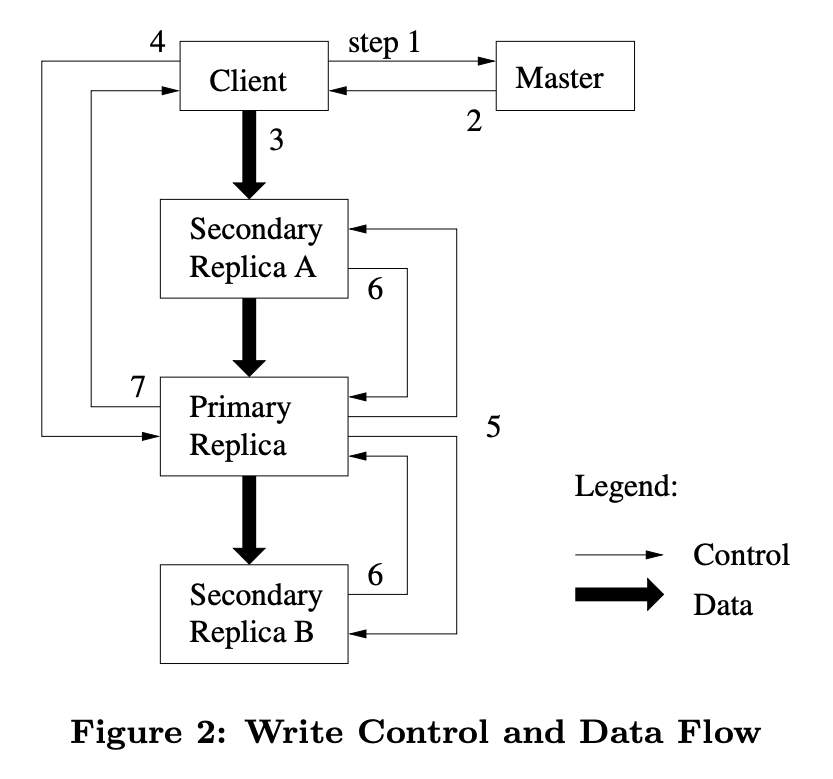 4
step 1
Client
Master
2
3
Secondary
Replica A
6
7
Primary
Replica
5
Legend:
Control
6
Secondary
Replica B
Data
Figure 2: Write Control and Data Flow